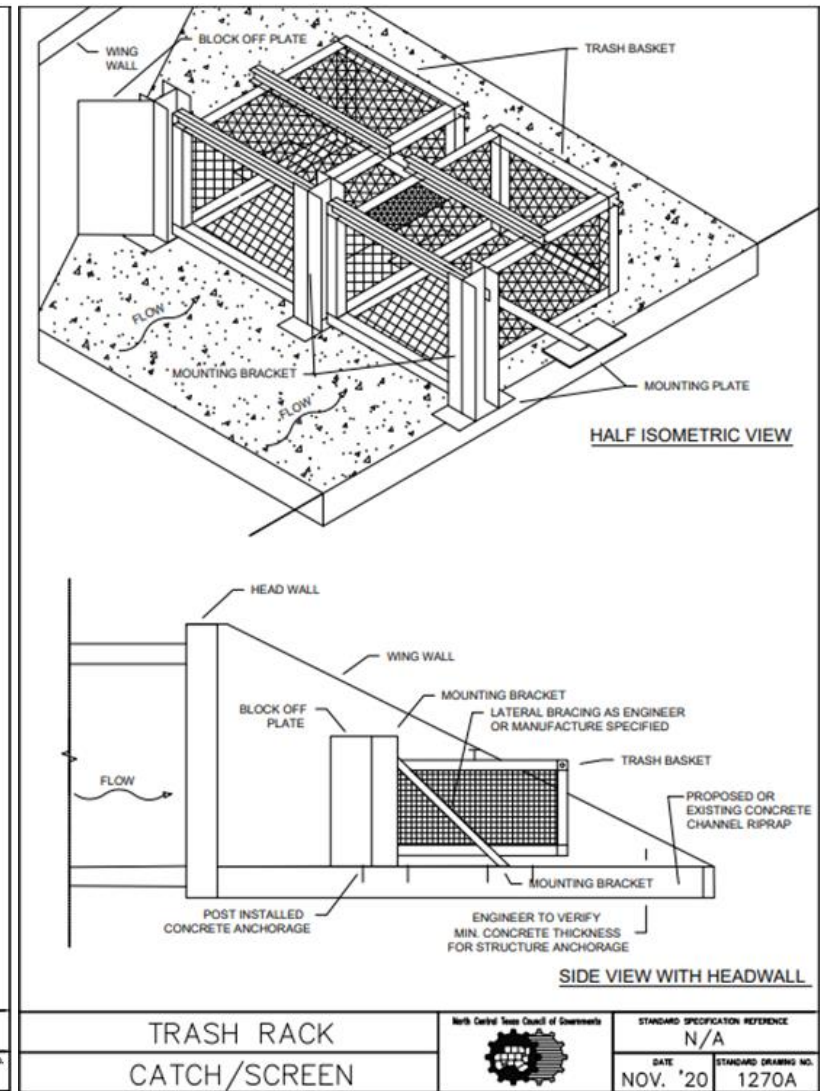 WING
WALL
BLOCK OFF PLATE
TRASH BASKET
FLOW
MOUNTING BRACKET
FLOW
MOUNTING PLATE
HALF ISOMETRIC VIEW
HEAD WALL
WING WALL
MOUNTING BRACKET
BLOCK OFF
PLATE
LATERAL BRACING AS ENGINEER
OR MANUFACTURE SPECIFIED
TRASH BASKET
FLOW
PROPOSED OR
EXISTING CONCRETE
CHANNEL RIPRAP
MOUNTING BRACKET
POST INSTALLED
CONCRETE ANCHORAGE
ENGINEER TO VERIFY
MIN. CONCRETE THICKNESS
FOR STRUCTURE ANCHORAGE
SIDE VIEW WITH HEADWALL
TRASH RACK
CATCH/SCREEN
North Central Texas Council of Governments
STANDARD SPECIFICATION REFERENCE
N/A
DATE
NOV. '20
STANDARD DRAWING NO.
1270A